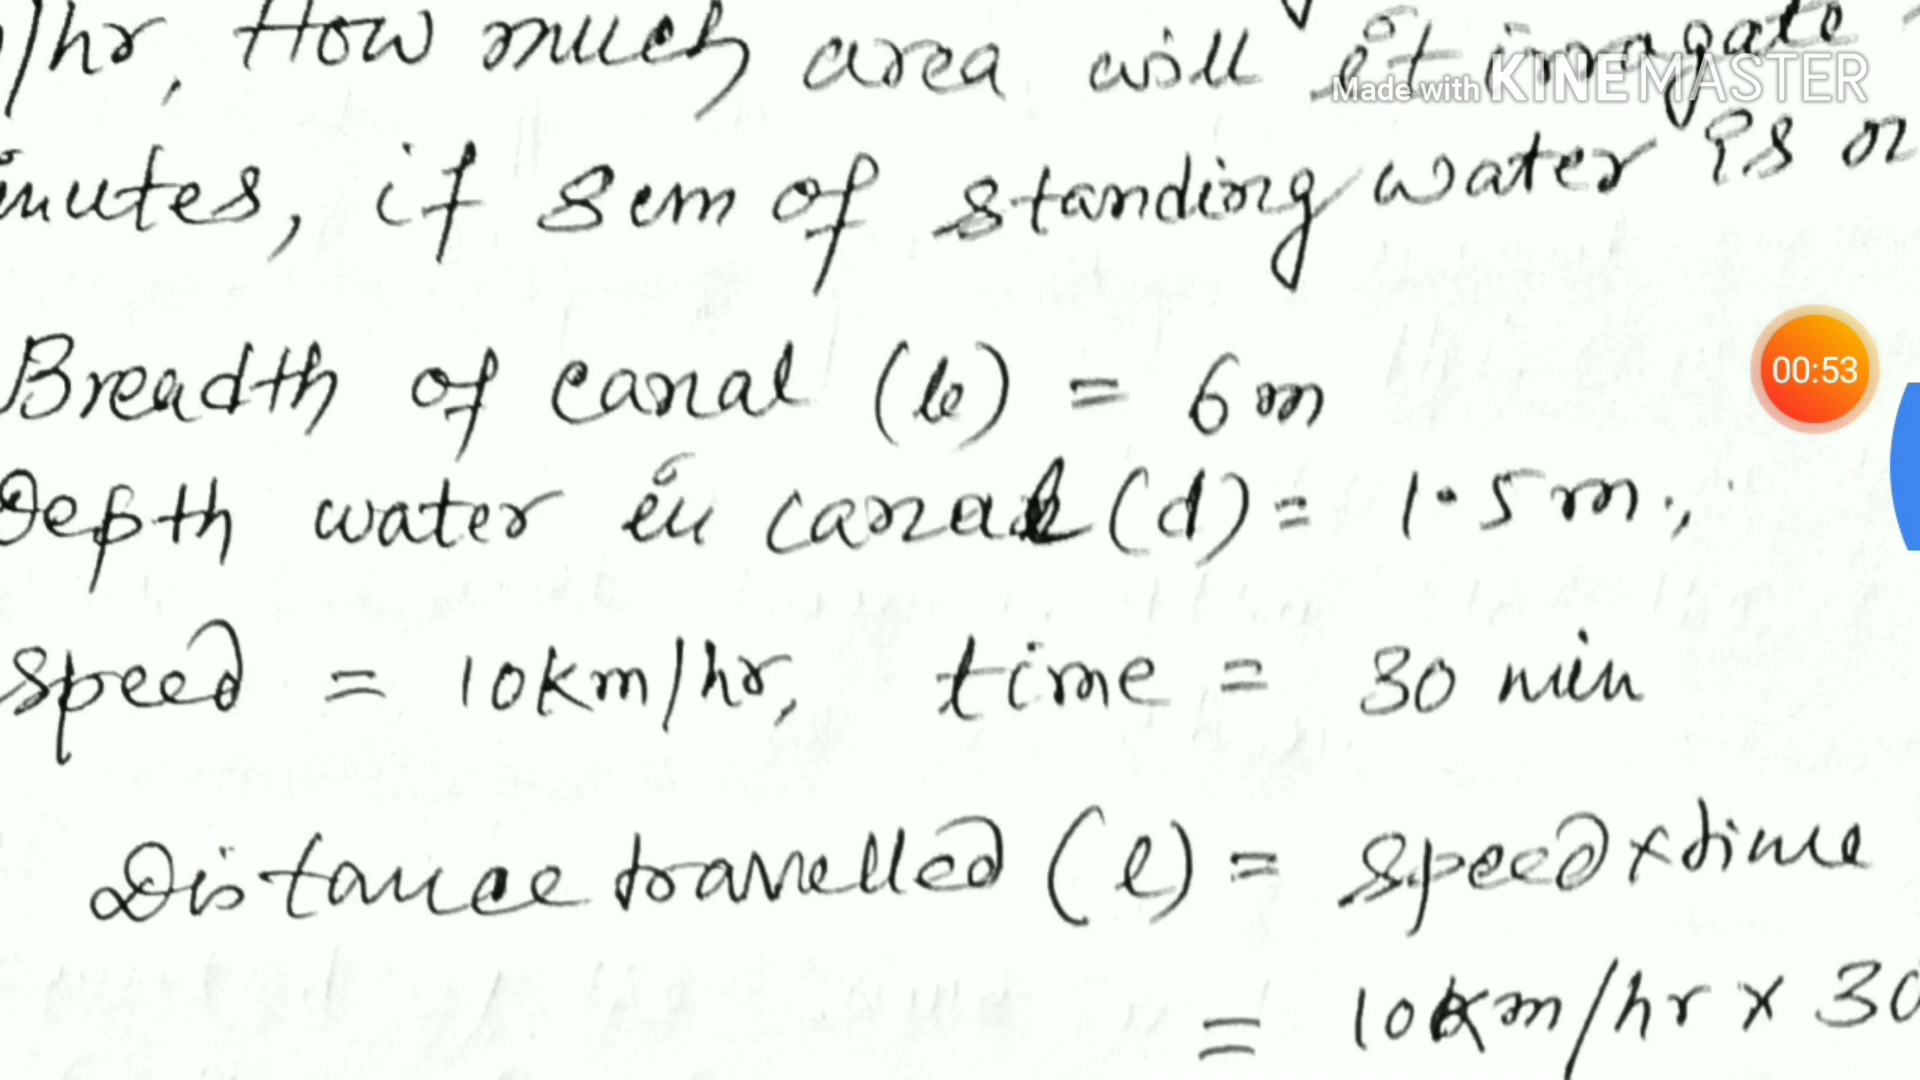 /hr, How much area will it irragate
inutes, if 8cm of standing water is
Made with KINEMASTER
Breadth of canal (b) = 6m
00:53
Depth water in canal (d) = 1.5m.,
speed = 10km/hr, time = 30 min
Distance travelled (l) = speed x time
= 10km/hr x 30